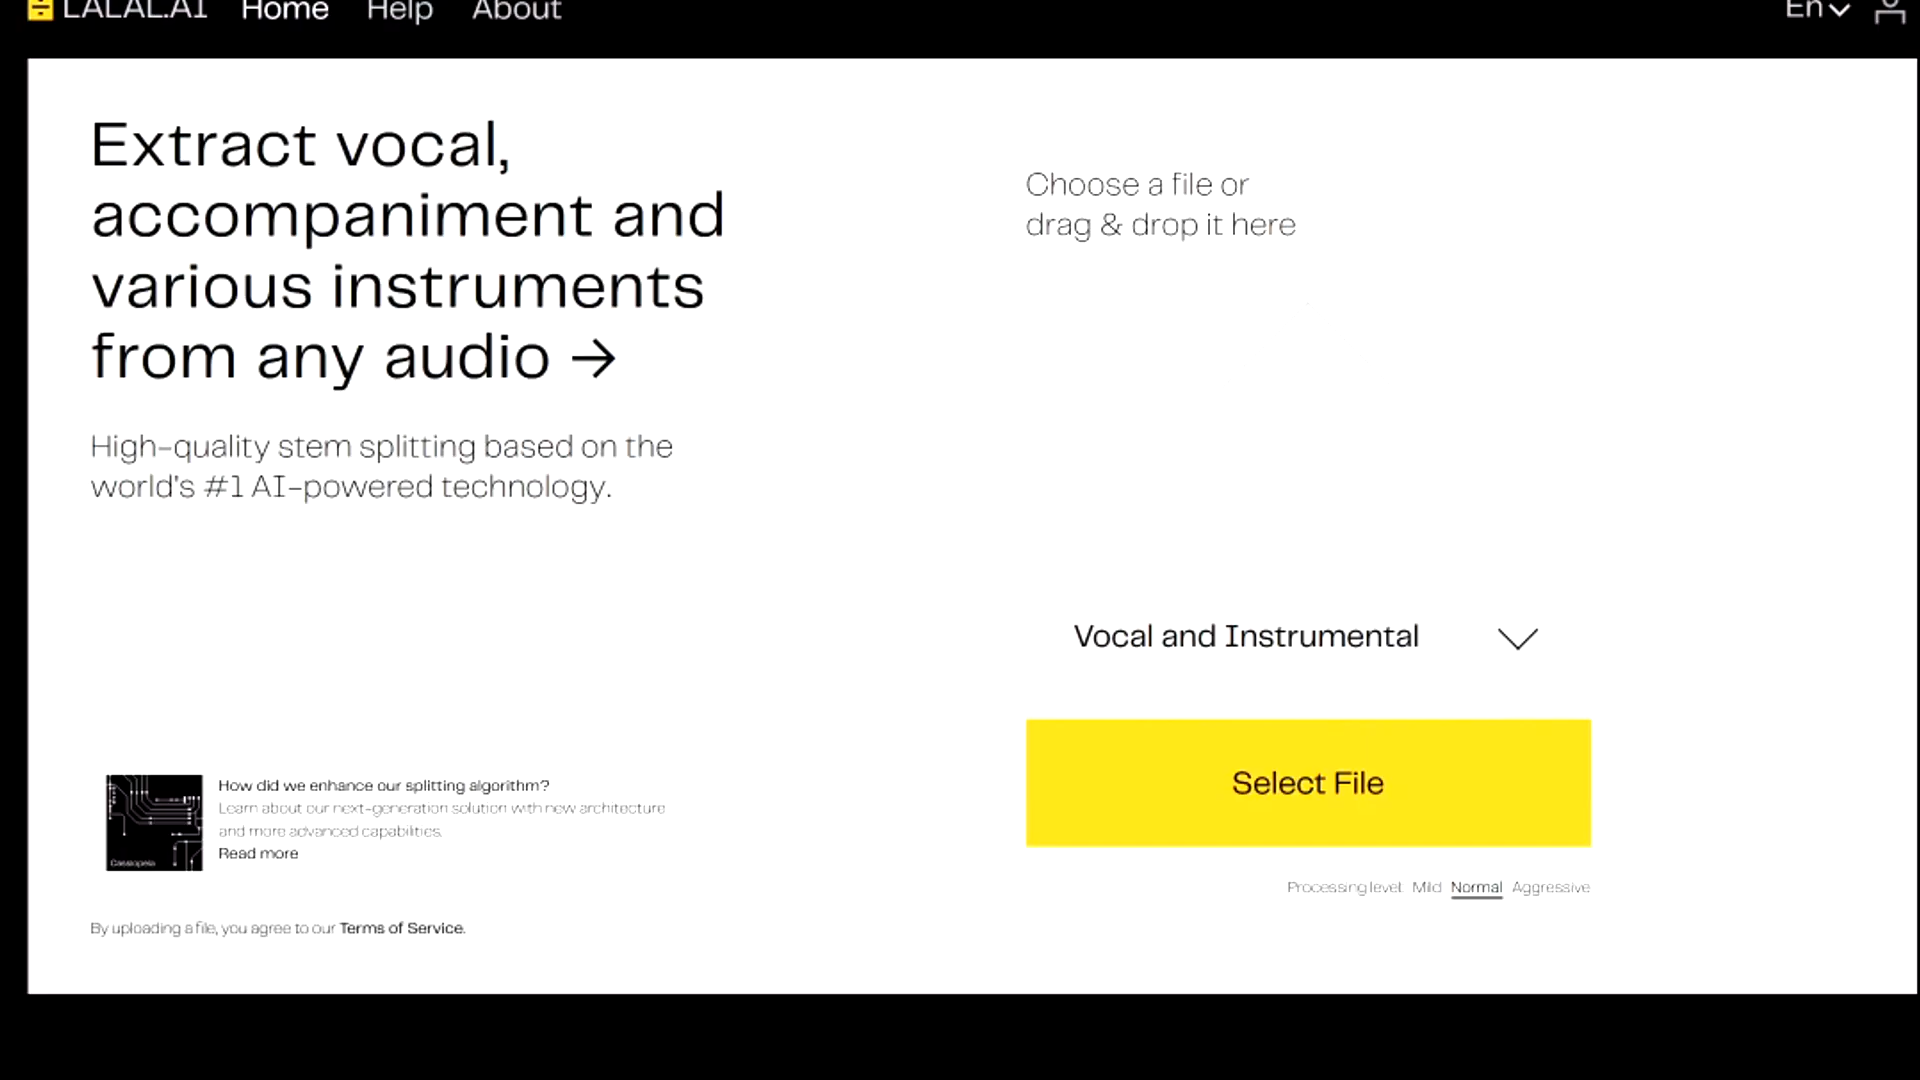 LALAL.AI Home Help About En
Extract vocal,
accompaniment and
various instruments
from any audio →
High-quality stem splitting based on the
world's #1 AI-powered technology.
Choose a file or
drag & drop it here
Vocal and Instrumental
Select File
Processing level Mild Normal Aggressive
Cassiopeia
How did we enhance our splitting algorithm?
Learn about our next-generation solution with new architecture
and more advanced capabilities.
Read more
By uploading a file, you agree to our Terms of Service.